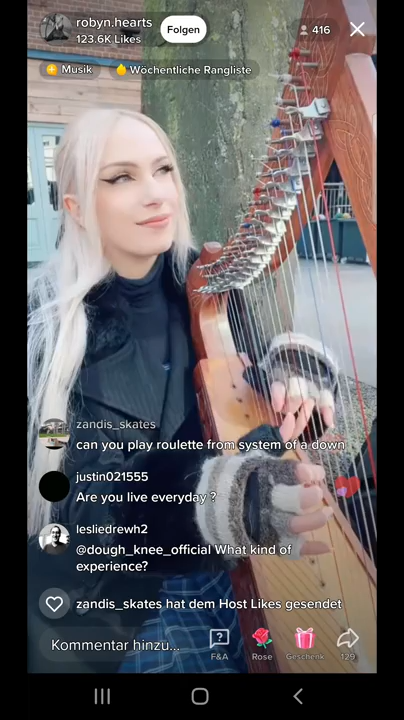 robyn.hearts
123.6K Likes
Folgen
416
Musik
Wöchentliche Rangliste
zandis_skates
can you play roulette from system of a down
justin021555
Are you live everyday ?
lesliedrewh2
@dough_knee_official What kind of
experience?
zandis_skates hat dem Host Likes gesendet
Kommentar hinzu...
F&A
Rose
Geschenk
129